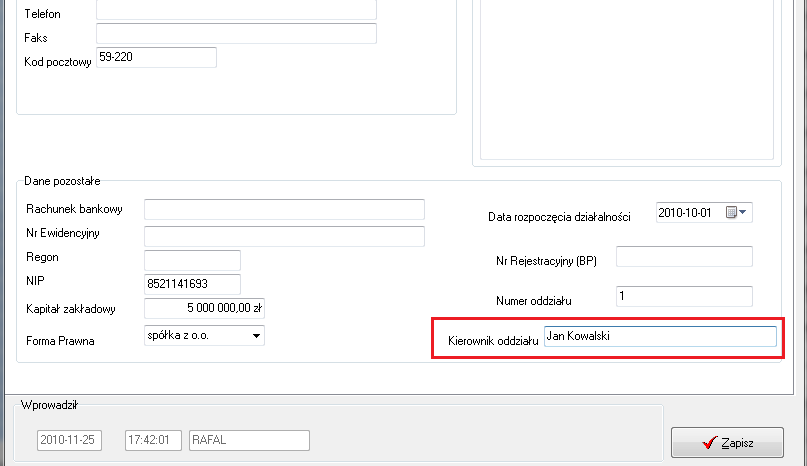 Telefon
Faks
Kod pocztowy 59-220
Dane pozostałe
Rachunek bankowy
Nr Ewidencyjny
Regon
NIP 8521141693
Kapitał zakładowy 5 000 000,00 zł
Forma Prawna spółka z o.o.
Data rozpoczęcia działalności 2010-10-01
Nr Rejestracyjny (BP)
Numer oddziału 1
Kierownik oddziału Jan Kowalski
Wprowadził
2010-11-25 17:42:01 RAFAL
Zapisz